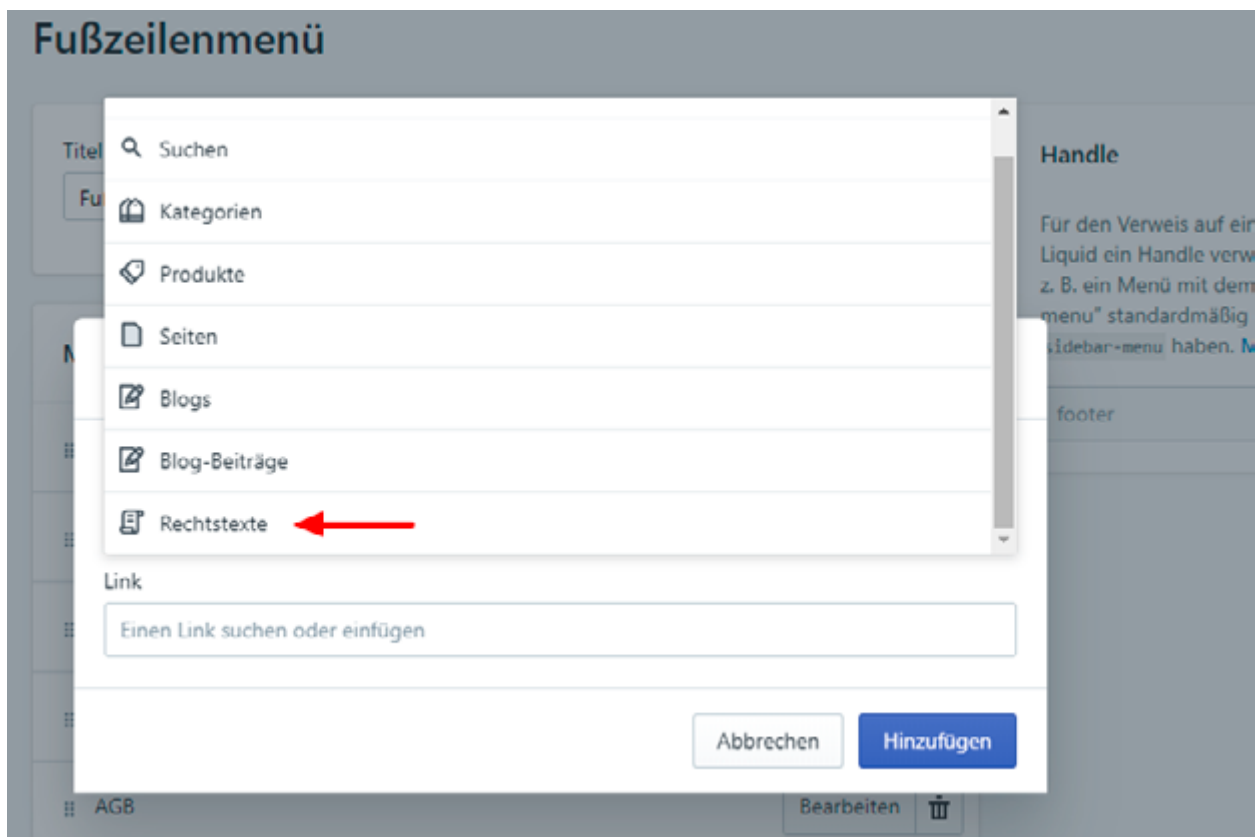 Fußzeilenmenü
Titel
Suchen
Kategorien
Produkte
Seiten
Blogs
Blog-Beiträge
Rechtstexte
Link
Einen Link suchen oder einfügen
Abbrechen
Hinzufügen
AGB
Bearbeiten
Handle
Für den Verweis auf ein
Liquid ein Handle verw
z. B. ein Menü mit dem
menu" standardmäßig
sidebar-menu haben. M
footer